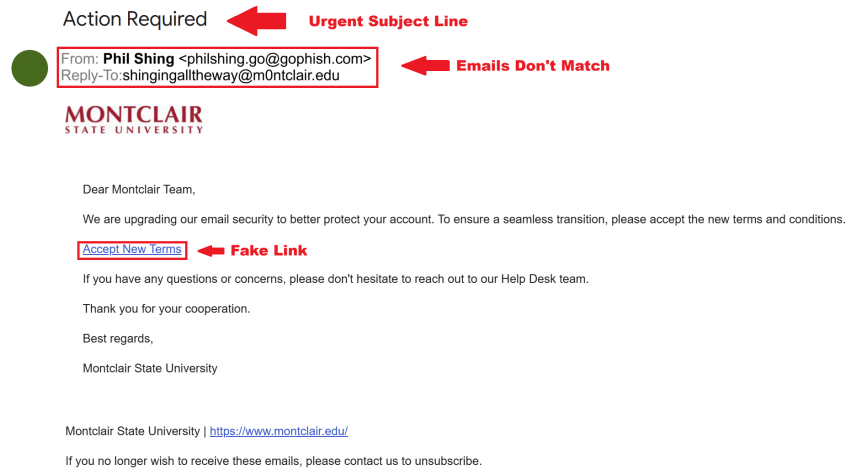 Action Required
Urgent Subject Line
From: Phil Shing <philshing.go@gophish.com>
Reply-To:shingingalltheway@m0ntclair.edu
Emails Don't Match
MONTCLAIR
STATE UNIVERSITY
Dear Montclair Team,
We are upgrading our email security to better protect your account. To ensure a seamless transition, please accept the new terms and conditions.
Accept New Terms
Fake Link
If you have any questions or concerns, please don't hesitate to reach out to our Help Desk team.
Thank you for your cooperation.
Best regards,
Montclair State University
Montclair State University | https://www.montclair.edu/
If you no longer wish to receive these emails, please contact us to unsubscribe.